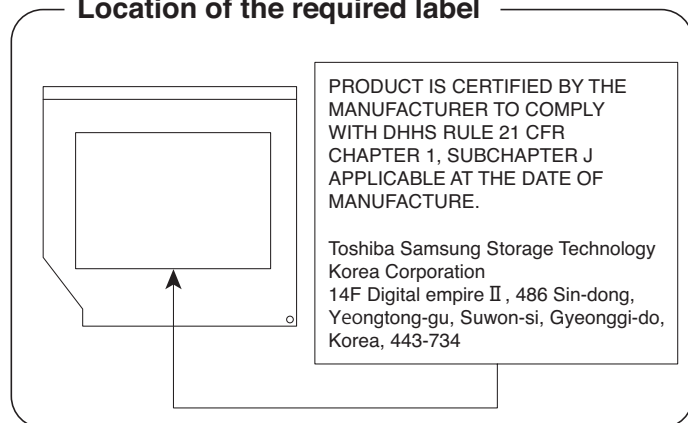 Location of the required label
PRODUCT IS CERTIFIED BY THE
MANUFACTURER TO COMPLY
WITH DHHS RULE 21 CFR
CHAPTER 1, SUBCHAPTER J
APPLICABLE AT THE DATE OF
MANUFACTURE.
Toshiba Samsung Storage Technology
Korea Corporation
14F Digital empire Ⅱ , 486 Sin-dong,
Yeongtong-gu, Suwon-si, Gyeonggi-do,
Korea, 443-734